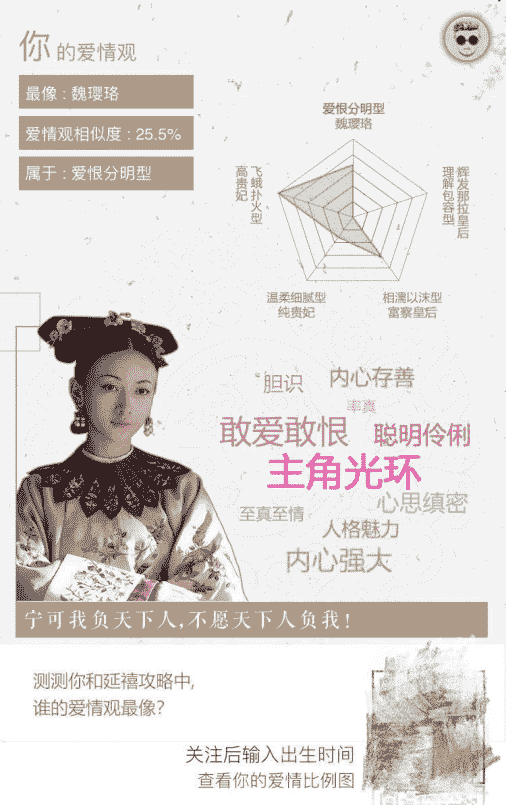 你的爱情观
最像：魏璎珞
爱情观相似度：25.5%
属于：爱恨分明型
爱恨分明型
魏璎珞
飞蛾扑火型
高贵妃
辉发那拉皇后
理解包容型
温柔细腻型
纯贵妃
相濡以沫型
富察皇后
胆识
内心存善
率真
敢爱敢恨
聪明伶俐
主角光环
心思缜密
至真至情
人格魅力
内心强大
宁可我负天下人,不愿天下人负我!
测测你和延禧攻略中,
谁的爱情观最像?
关注后输入出生时间
查看你的爱情比例图